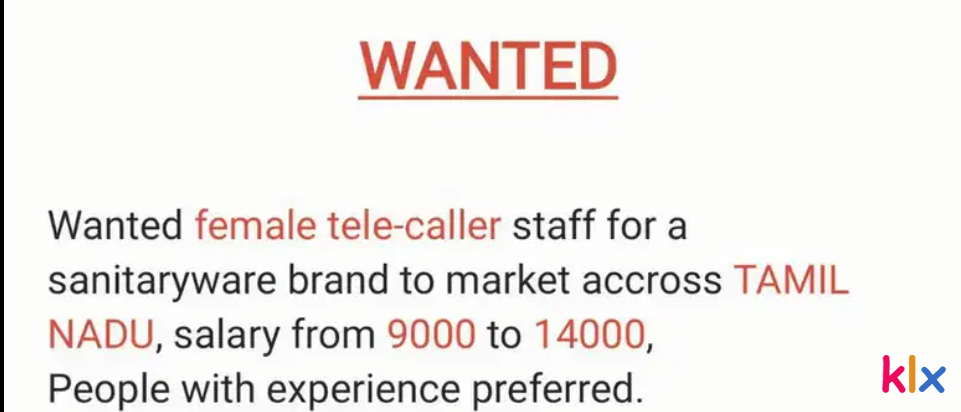 WANTED
Wanted female tele-caller staff for a
sanitaryware brand to market accross TAMIL
NADU, salary from 9000 to 14000,
People with experience preferred.
klx